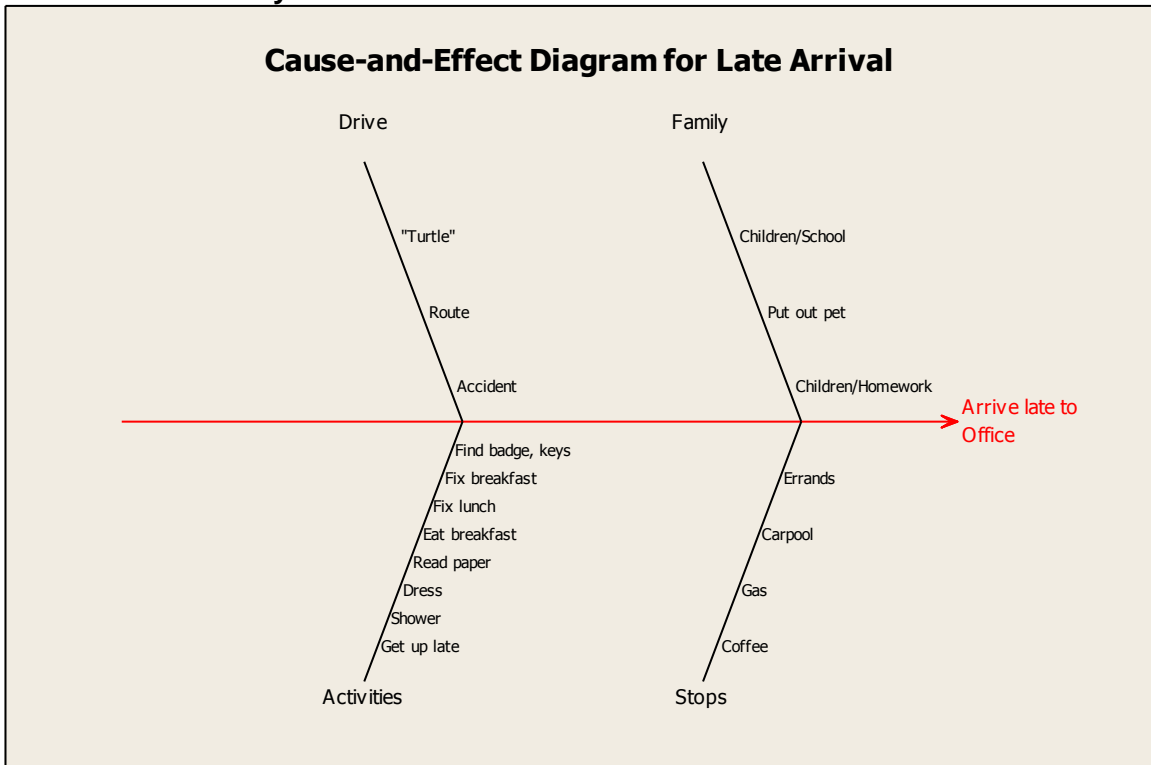 Cause-and-Effect Diagram for Late Arrival
Drive
Family
"Turtle"
Children/School
Route
Put out pet
Accident
Children/Homework
Arrive late to
Office
Find badge, keys
Fix breakfast
Errands
Fix lunch
Eat breakfast
Carpool
Read paper
Dress
Gas
Shower
Get up late
Coffee
Activities
Stops